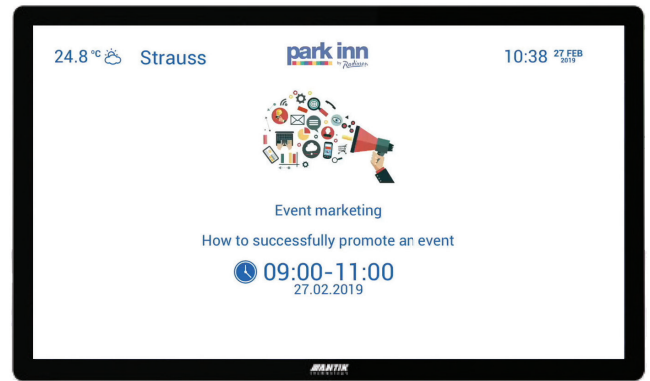 24.8 °C Strauss
park inn
by Radisson
10:38 27 FEB
2019
Event marketing
How to successfully promote an event
09:00-11:00
27.02.2019
ANTIK
technology